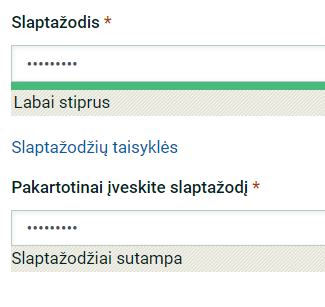 Slaptažodis *
•••••••••
Labai stiprus
Slaptažodžių taisyklės
Pakartotinai įveskite slaptažodį *
•••••••••
Slaptažodžiai sutampa